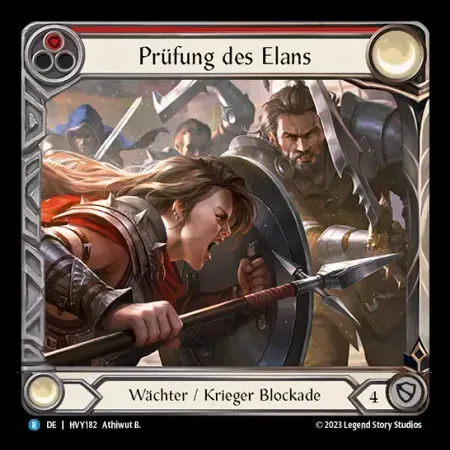 Prüfung des Elans
Wächter / Krieger Blockade
4
R DE | HVY182 Athiwut B.
© 2023 Legend Story Studios